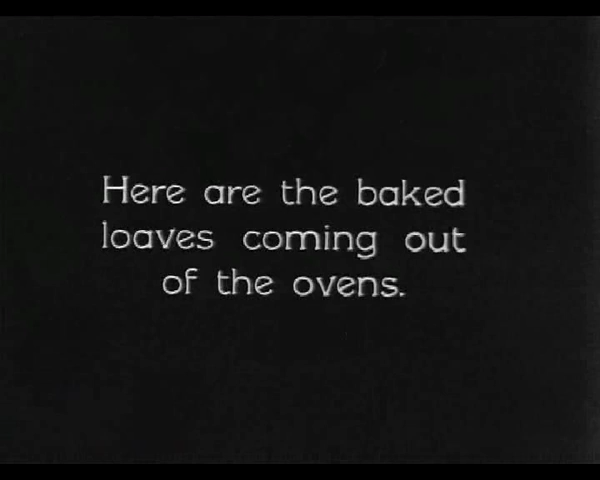 Here are the baked
loaves coming out
of the ovens.